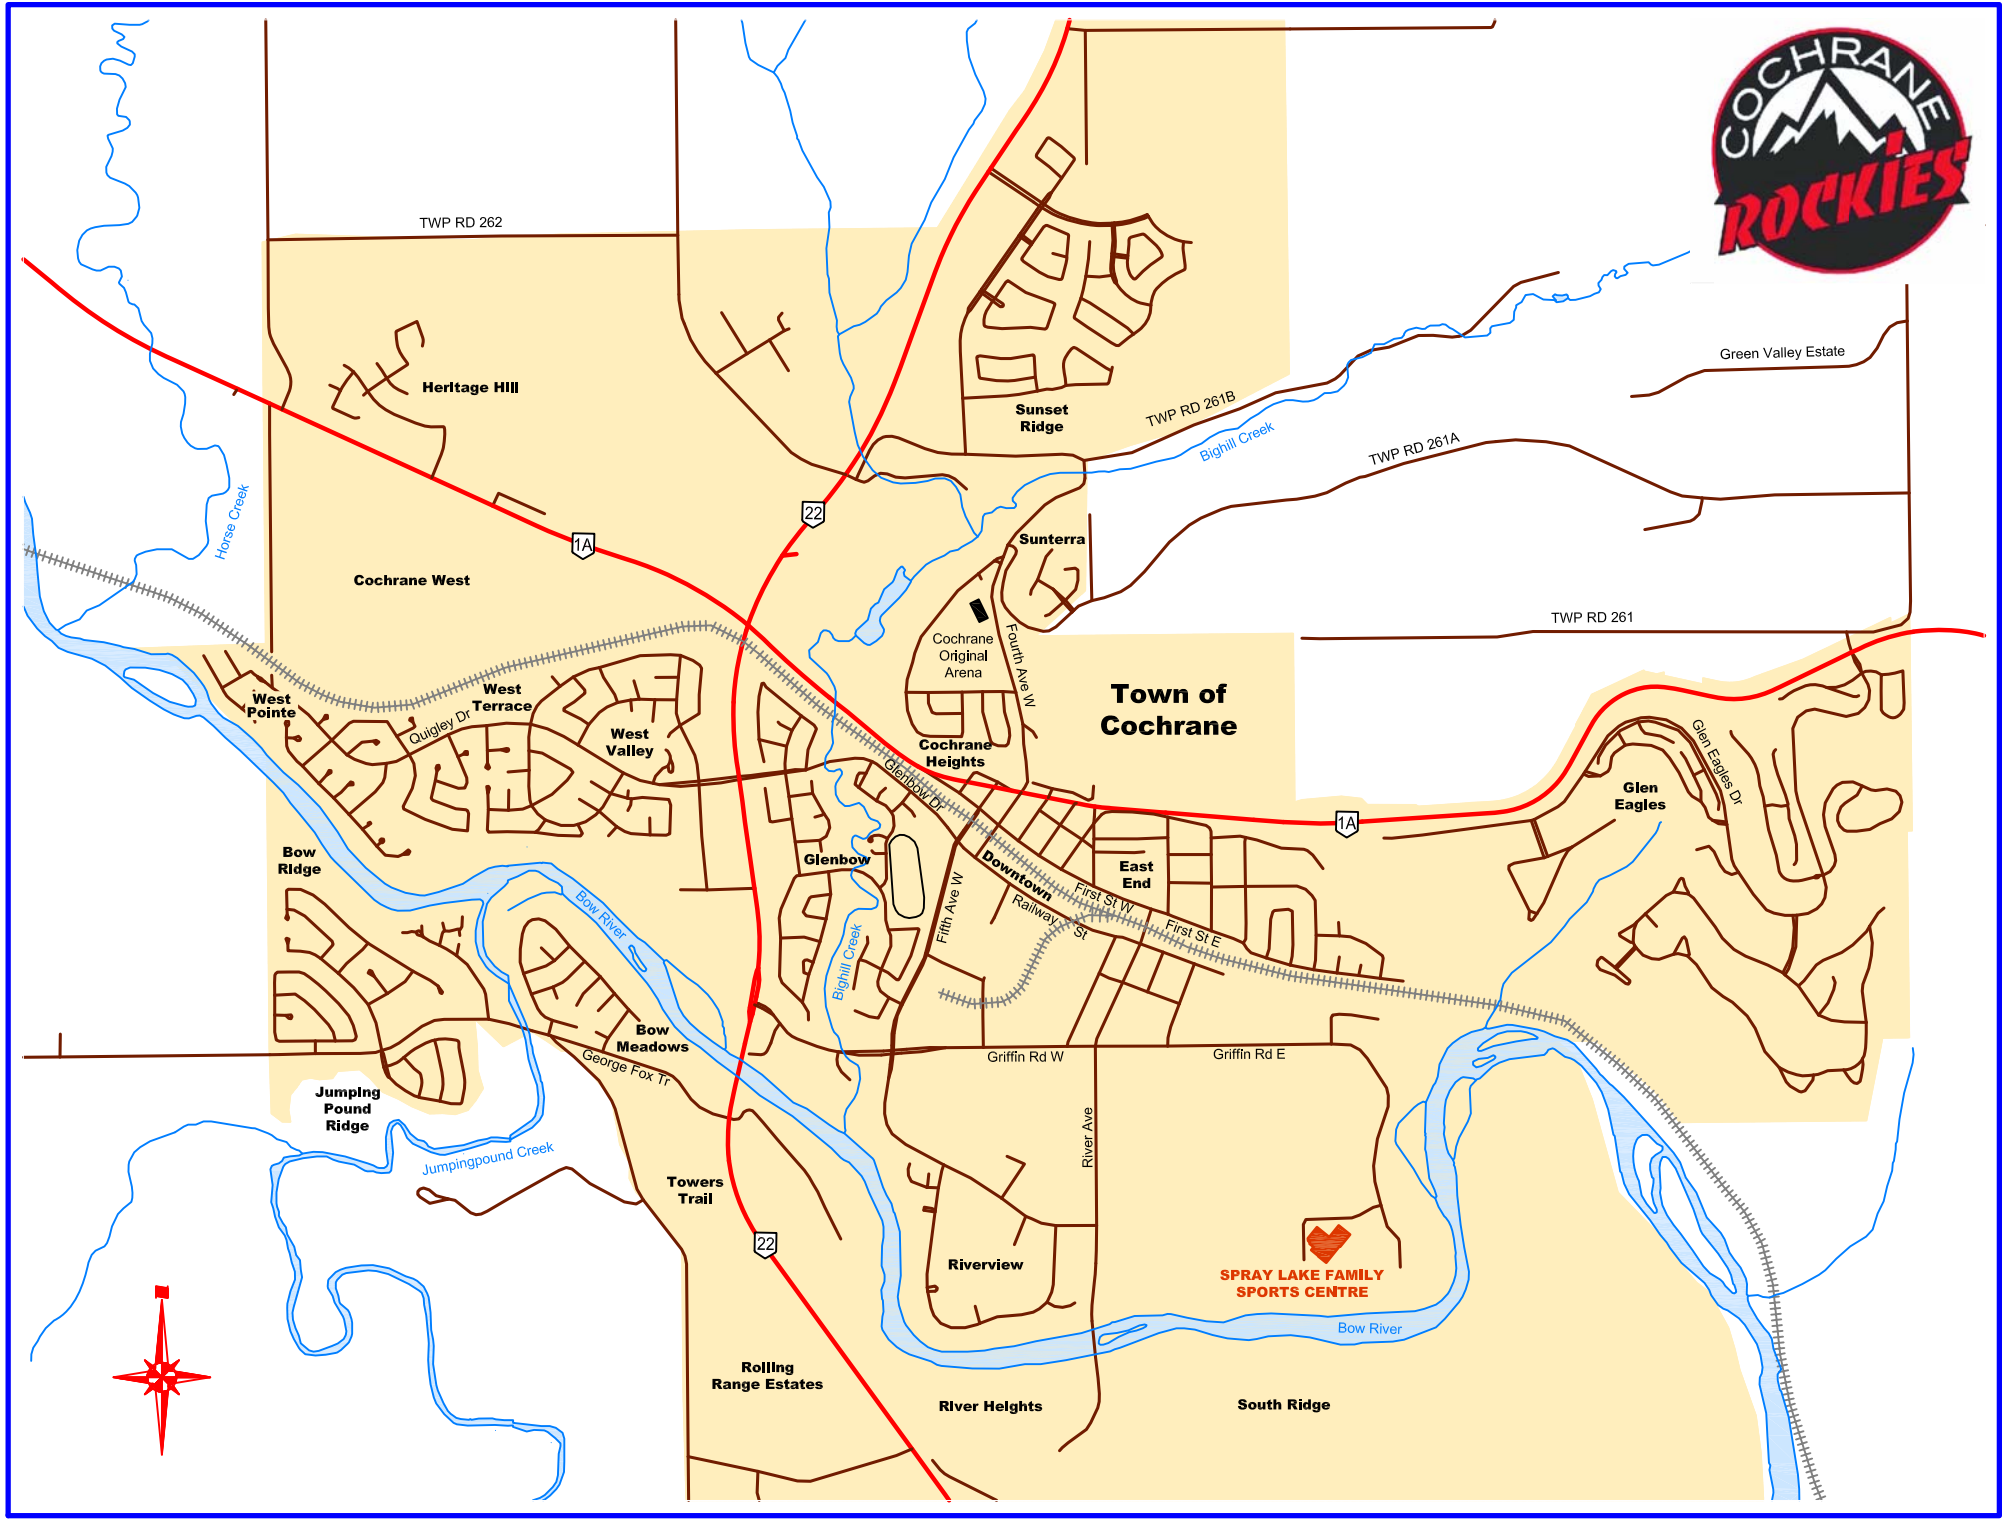 COCHRANE
ROCKIES
TWP RD 262
Green Valley Estate
Heritage Hill
TWP RD 261B
Sunset
Ridge
Bighill Creek
TWP RD 261A
22
Horse Creek
1A
Sunterra
Cochrane West
TWP RD 261
Cochrane
Original
Arena
Fourth Ave W
Town of
Cochrane
West
Pointe
West
Terrace
Quigley Dr
West
Valley
Cochrane
Heights
Glenbow Dr
Glen Eagles Dr
Glen
Eagles
1A
Bow
Ridge
Glenbow
Downtown
East
End
Bow River
Fifth Ave W
First St W
Railway
St
First St E
Bighill Creek
Bow
Meadows
George Fox Tr
Griffin Rd W
Griffin Rd E
Jumping
Pound
Ridge
Jumpingpound Creek
River Ave
Towers
Trail
22
Riverview
SPRAY LAKE FAMILY
SPORTS CENTRE
Bow River
Rolling
Range Estates
River Heights
South Ridge